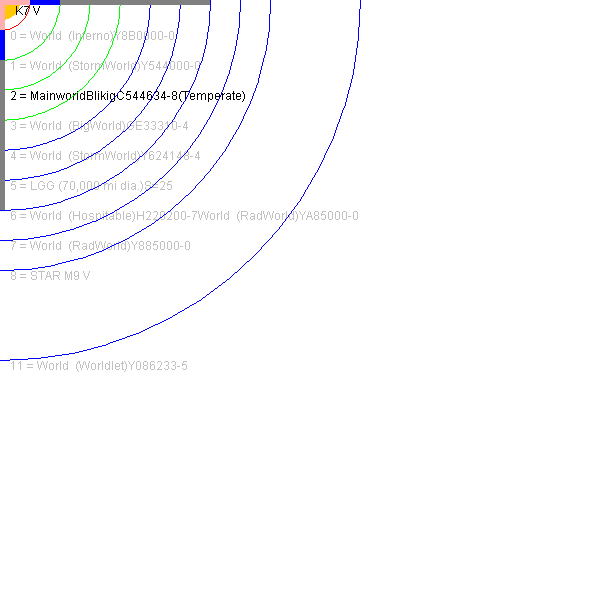 K7 V
0 = World (Inferno)Y8B0000-0
1 = World (StormWorld)Y544000-0
2 = MainworldBlikigC544634-8(Temperate)
3 = World (BigWorld)GE33310-4
4 = World (StormWorld)Y624146-4
5 = LGG (70,000 mi dia.)S=25
6 = World (Hospitable)H220200-7World (RadWorld)YA85000-0
7 = World (RadWorld)Y885000-0
8 = STAR M9 V
11 = World (Worldlet)Y086233-5